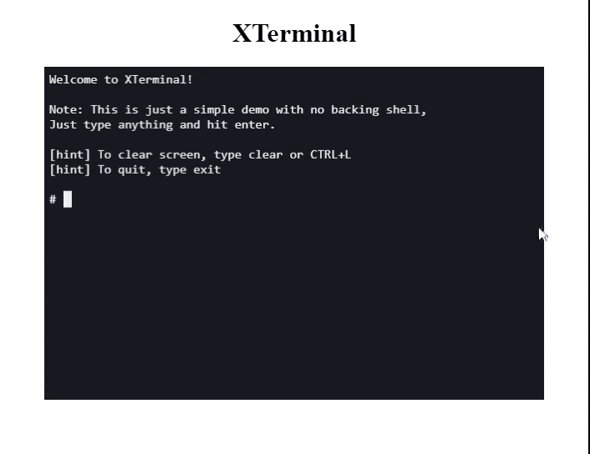 XTerminal
Welcome to XTerminal!
Note: This is just a simple demo with no backing shell,
Just type anything and hit enter.
[hint] To clear screen, type clear or CTRL+L
[hint] To quit, type exit
#